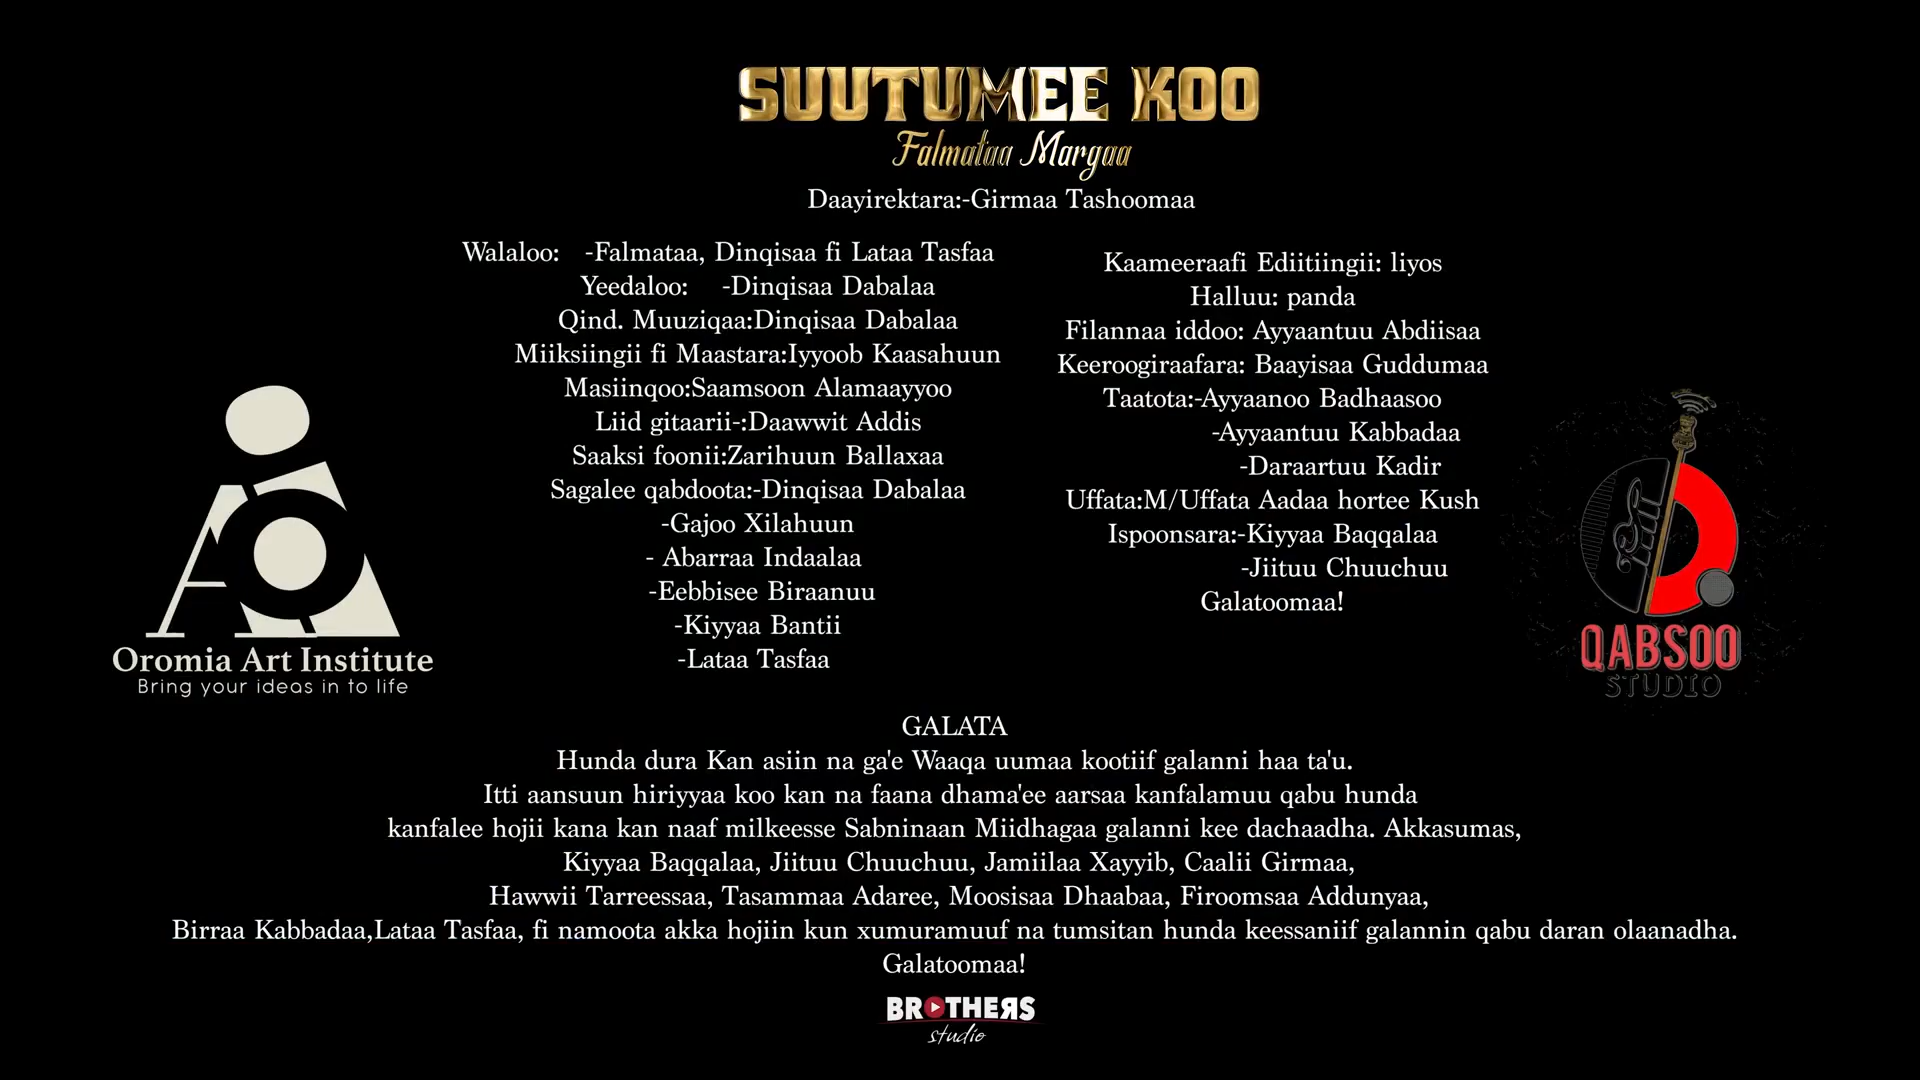 SUUTUMEE KOO
Falmataa Margaa
Daayirektara:-Girmaa Tashoomaa
Walaloo: -Falmataa, Dinqisaa fi Lataa Tasfaa
Yeedaloo: -Dinqisaa Dabalaa
Qind. Muuziqaa:Dinqisaa Dabalaa
Miiksiingii fi Maastara:Iyyoob Kaasahuun
Masiinqoo:Saamsoon Alamaayyoo
Liid gitaarii-:Daawwit Addis
Saaksi foonii:Zarihuun Ballaxaa
Sagalee qabdoota:-Dinqisaa Dabalaa
-Gajoo Xilahuun
- Abarraa Indaalaa
-Eebbisee Biraanuu
-Kiyyaa Bantii
-Lataa Tasfaa
Kaameeraafi Ediitiingii: liyos
Halluu: panda
Filannaa iddoo: Ayyaantuu Abdiisaa
Keeroogiraafara: Baayisaa Guddumaa
Taatota:-Ayyaanoo Badhaasoo
-Ayyaantuu Kabbadaa
-Daraartuu Kadir
Uffata:M/Uffata Aadaa hortee Kush
Ispoonsara:-Kiyyaa Baqqalaa
-Jiituu Chuuchuu
Galatoomaa!
Oromia Art Institute
Bring your ideas in to life
QABSOO
STUDIO
GALATA
Hunda dura Kan asiin na ga'e Waaqa uumaa kootiif galanni haa ta'u.
Itti aansuun hiriyyaa koo kan na faana dhama'ee aarsaa kanfalamuu qabu hunda
kanfalee hojii kana kan naaf milkeesse Sabninaan Miidhagaa galanni kee dachaadha. Akkasumas,
Kiyyaa Baqqalaa, Jiituu Chuuchuu, Jamiilaa Xayyib, Caalii Girmaa,
Hawwii Tarreessaa, Tasammaa Adaree, Moosisaa Dhaabaa, Firoomsaa Addunyaa,
Birraa Kabbadaa,Lataa Tasfaa, fi namoota akka hojiin kun xumuramuuf na tumsitan hunda keessaniif galannin qabu daran olaanadha.
Galatoomaa!
BROTHERS
studio